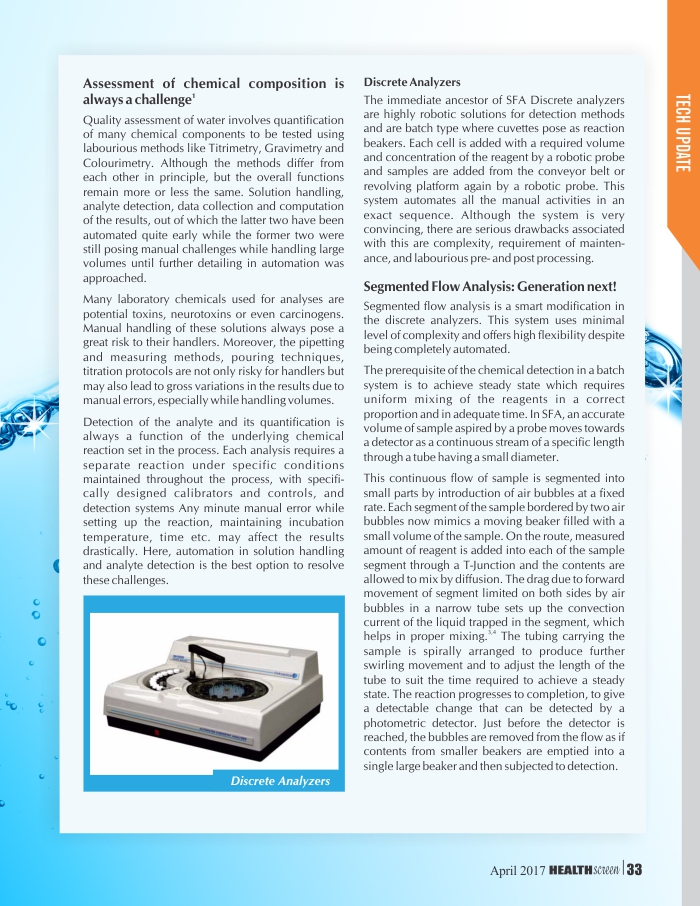 Assessment of chemical composition is
always a challenge1
Quality assessment of water involves quantification
of many chemical components to be tested using
labourious methods like Titrimetry, Gravimetry and
Colourimetry. Although the methods differ from
each other in principle, but the overall functions
remain more or less the same. Solution handling,
analyte detection, data collection and computation
of the results, out of which the latter two have been
automated quite early while the former two were
still posing manual challenges while handling large
volumes until further detailing in automation was
approached.
Many laboratory chemicals used for analyses are
potential toxins, neurotoxins or even carcinogens.
Manual handling of these solutions always pose a
great risk to their handlers. Moreover, the pipetting
and measuring methods, pouring techniques,
titration protocols are not only risky for handlers but
may also lead to gross variations in the results due to
manual errors, especially while handling volumes.
Detection of the analyte and its quantification is
always a function of the underlying chemical
reaction set in the process. Each analysis requires a
separate reaction under specific conditions
maintained throughout the process, with specifi-
cally designed calibrators and controls, and
detection systems Any minute manual error while
setting up the reaction, maintaining incubation
temperature, time etc. may affect the results
drastically. Here, automation in solution handling
and analyte detection is the best option to resolve
these challenges.
Discrete Analyzers
Discrete Analyzers
The immediate ancestor of SFA Discrete analyzers
are highly robotic solutions for detection methods
and are batch type where cuvettes pose as reaction
beakers. Each cell is added with a required volume
and concentration of the reagent by a robotic probe
and samples are added from the conveyor belt or
revolving platform again by a robotic probe. This
system automates all the manual activities in an
exact sequence. Although the system is very
convincing, there are serious drawbacks associated
with this are complexity, requirement of mainten-
ance, and labourious pre- and post processing.
Segmented Flow Analysis: Generation next!
Segmented flow analysis is a smart modification in
the discrete analyzers. This system uses minimal
level of complexity and offers high flexibility despite
being completely automated.
The prerequisite of the chemical detection in a batch
system is to achieve steady state which requires
uniform mixing of the reagents in a correct
proportion and in adequate time. In SFA, an accurate
volume of sample aspired by a probe moves towards
a detector as a continuous stream of a specific length
through a tube having a small diameter.
This continuous flow of sample is segmented into
small parts by introduction of air bubbles at a fixed
rate. Each segment of the sample bordered by two air
bubbles now mimics a moving beaker filled with a
small volume of the sample. On the route, measured
amount of reagent is added into each of the sample
segment through a T-Junction and the contents are
allowed to mix by diffusion. The drag due to forward
movement of segment limited on both sides by air
bubbles in a narrow tube sets up the convection
current of the liquid trapped in the segment, which
helps in proper mixing.3,4 The tubing carrying the
sample is spirally arranged to produce further
swirling movement and to adjust the length of the
tube to suit the time required to achieve a steady
state. The reaction progresses to completion, to give
a detectable change that can be detected by a
photometric detector. Just before the detector is
reached, the bubbles are removed from the flow as if
contents from smaller beakers are emptied into a
single large beaker and then subjected to detection.
TECH UPDATE
April 2017 HEALTHscreen | 33